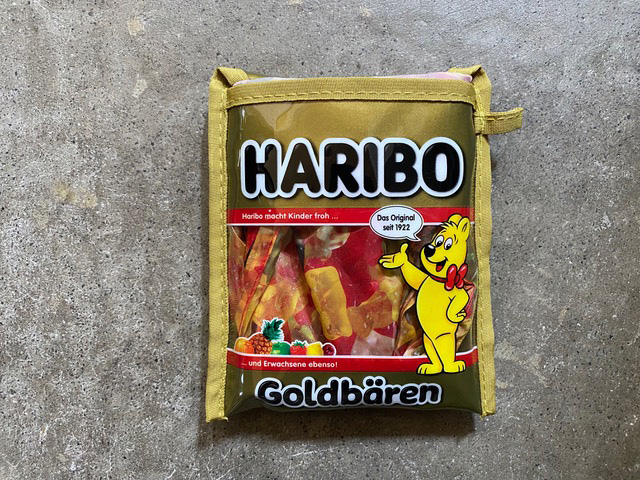 HARIBO
Haribo macht Kinder froh ...
Das Original
seit 1922
... und Erwachsene ebenso!
Goldbären